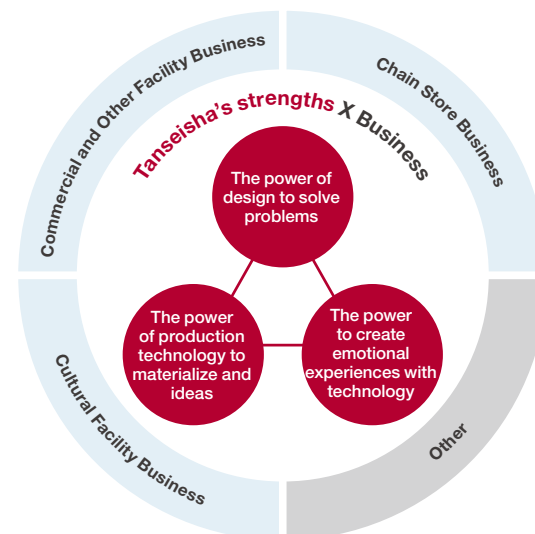 Commercial and Other Facility Business
Chain Store Business
Tanseisha's strengths X Business
The power of
design to solve
problems
The power
of production
technology to
materialize and
ideas
The power
to create
emotional
experiences with
technology
Cultural Facility Business
Other